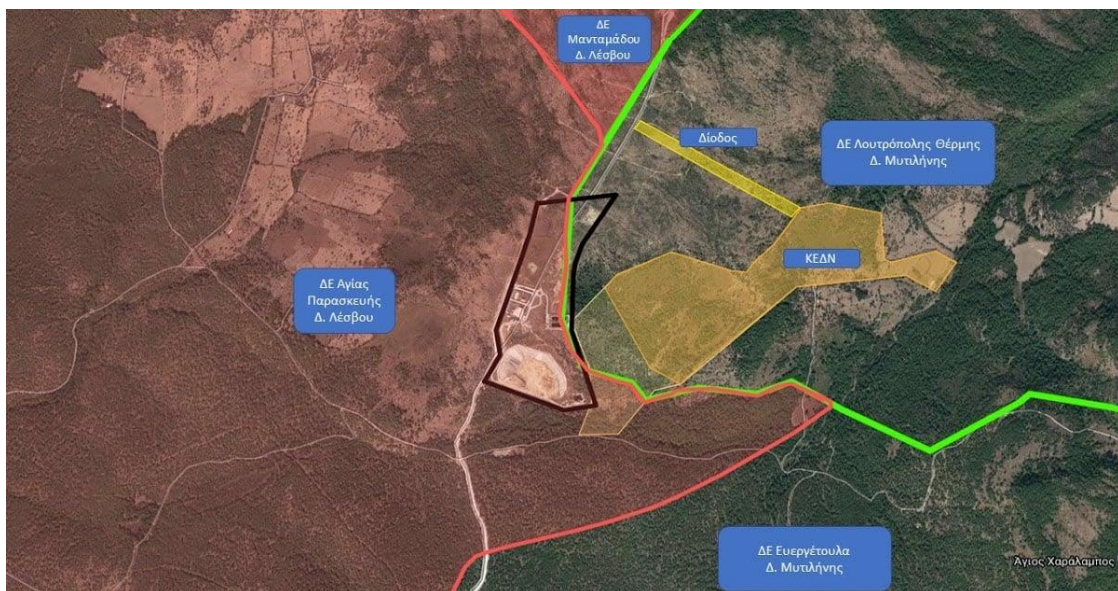 ΔΕ
Μανταμάδου
Δ. Λέσβου
Δίοδος
ΔΕ Λουτρόπολης Θέρμης
Δ. Μυτιλήνης
ΚΕΔΝ
ΔΕ Αγίας
Παρασκευής
Δ. Λέσβου
ΔΕ Ευεργέτουλα
Δ. Μυτιλήνης
Άγιος Χαράλαμπος